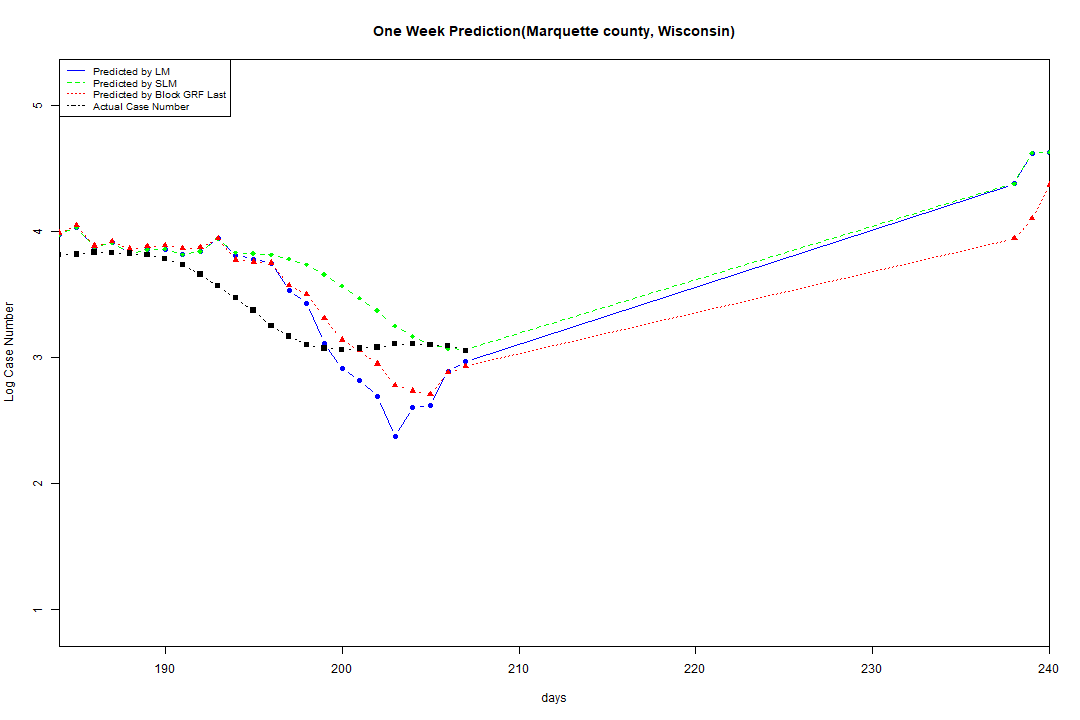 One Week Prediction(Marquette county, Wisconsin)
Predicted by LM
Predicted by SLM
Predicted by Block GRF Last
Actual Case Number
5
4
3
2
1
Log Case Number
190 200 210 220 230 240
days